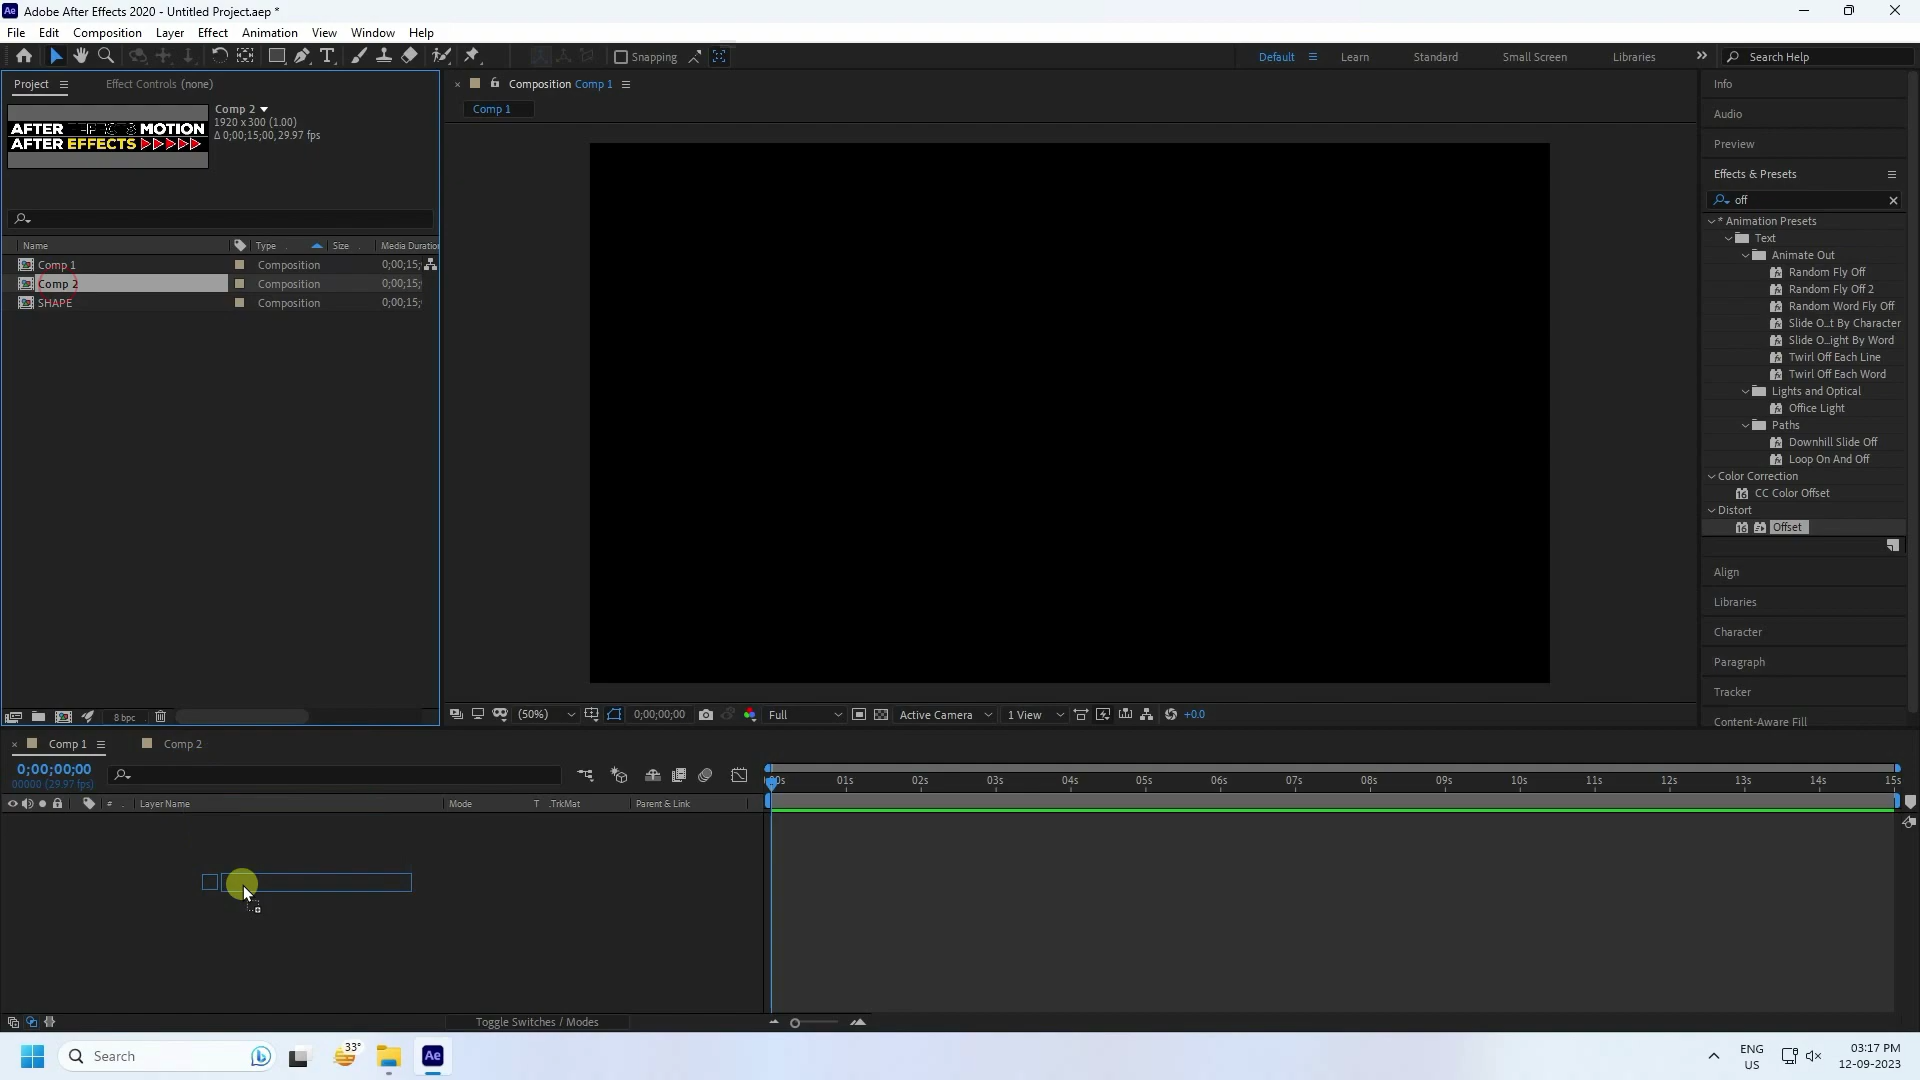 Adobe After Effects 2020 - Untitled Project.aep *
File Edit Composition Layer Effect Animation View Window Help
Snapping
Default Learn Standard Small Screen Libraries Search Help
Project Effect Controls (none)
Comp 2
1920 x 300 (1.00)
Δ 0;00;15;00, 29.97 fps
AFTER MOTION
AFTER EFFECTS
Name Type Size Media Duration
Comp 1 Composition 0;00;15;
Comp 2 Composition 0;00;15;
SHAPE Composition 0;00;15;
8 bpc
Composition Comp 1
Comp 1
(50%) 0;00;00;00 Full Active Camera 1 View +0.0
Info
Audio
Preview
Effects & Presets
off
* Animation Presets
Text
Animate Out
Random Fly Off
Random Fly Off 2
Random Word Fly Off
Slide O...t By Character
Slide O...ight By Word
Twirl Off Each Line
Twirl Off Each Word
Lights and Optical
Office Light
Paths
Downhill Slide Off
Loop On And Off
Color Correction
CC Color Offset
Distort
Offset
Align
Libraries
Character
Paragraph
Tracker
Content-Aware Fill
Comp 1 Comp 2
0;00;00;00
00000 (29.97 fps)
# Layer Name Mode T .TrkMat Parent & Link
00s 01s 02s 03s 04s 05s 06s 07s 08s 09s 10s 11s 12s 13s 14s 15s
Toggle Switches / Modes
Search
33°
Ae
ENG
US
03:17 PM
12-09-2023